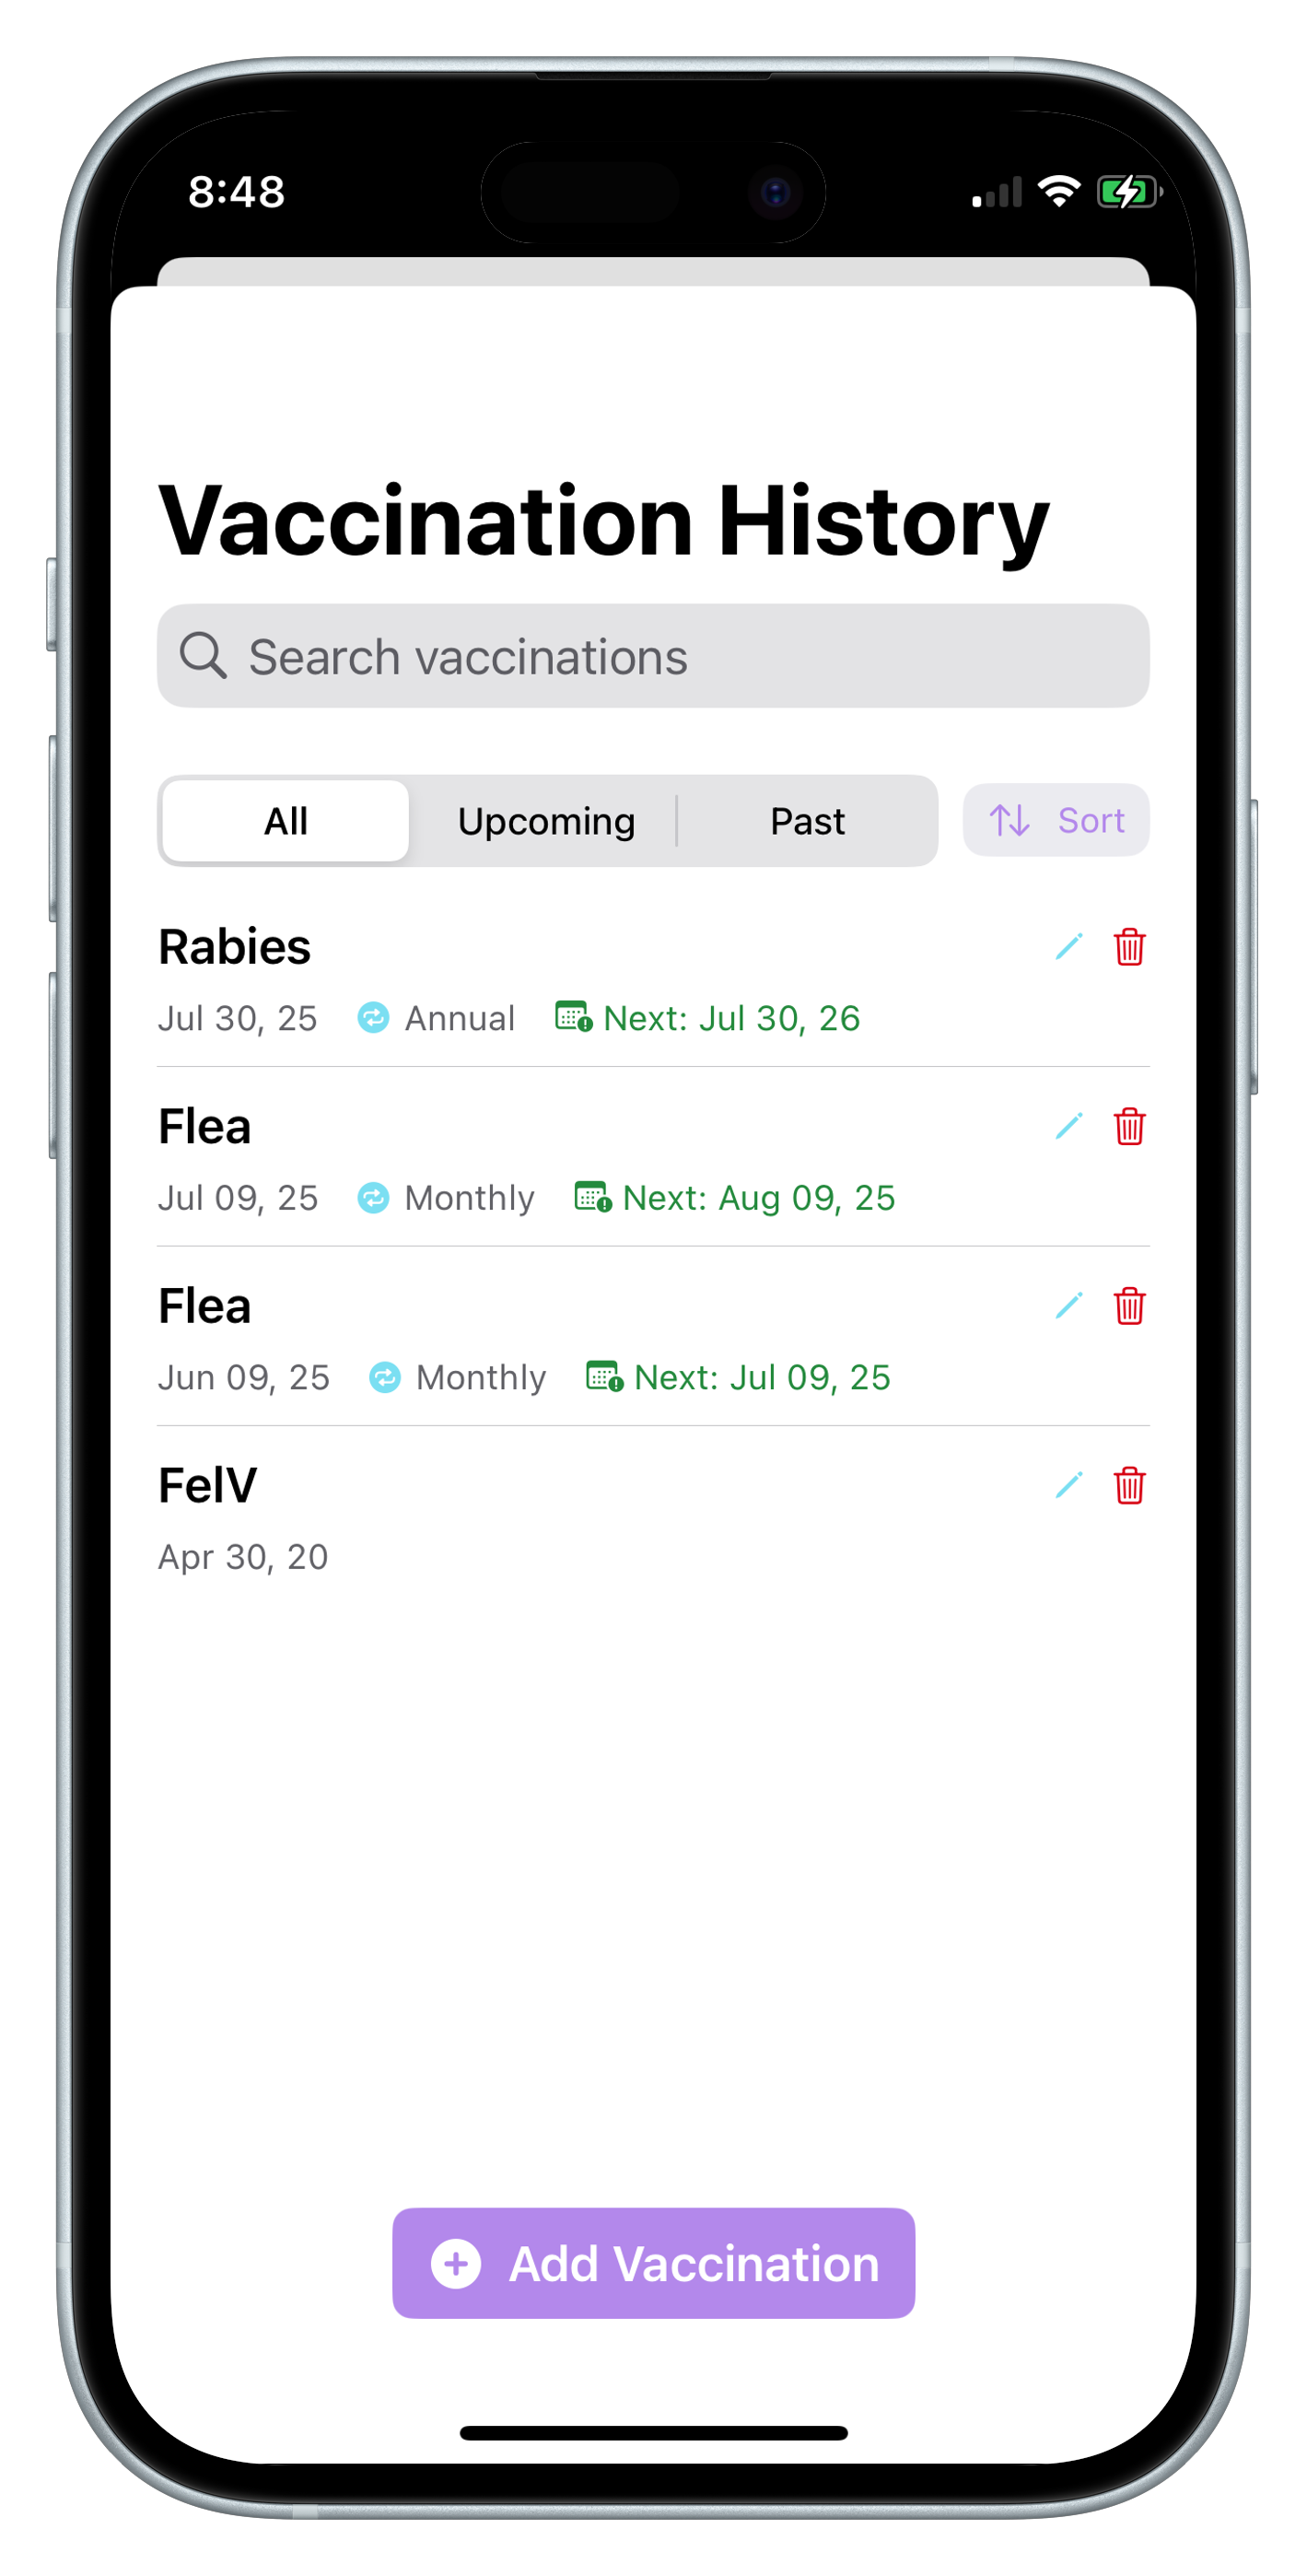 8:48
Vaccination History
Search vaccinations
All Upcoming Past Sort
Rabies
Jul 30, 25 Annual Next: Jul 30, 26
Flea
Jul 09, 25 Monthly Next: Aug 09, 25
Flea
Jun 09, 25 Monthly Next: Jul 09, 25
FelV
Apr 30, 20
Add Vaccination